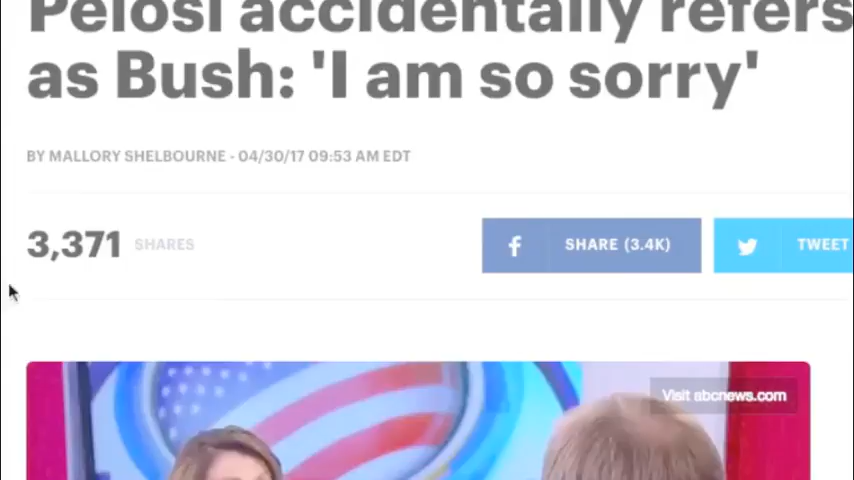 Pelosi accidentally refers
as Bush: 'I am so sorry'
BY MALLORY SHELBOURNE - 04/30/17 09:53 AM EDT
3,371 SHARES
f SHARE (3.4K)
TWEET
Visit abcnews.com